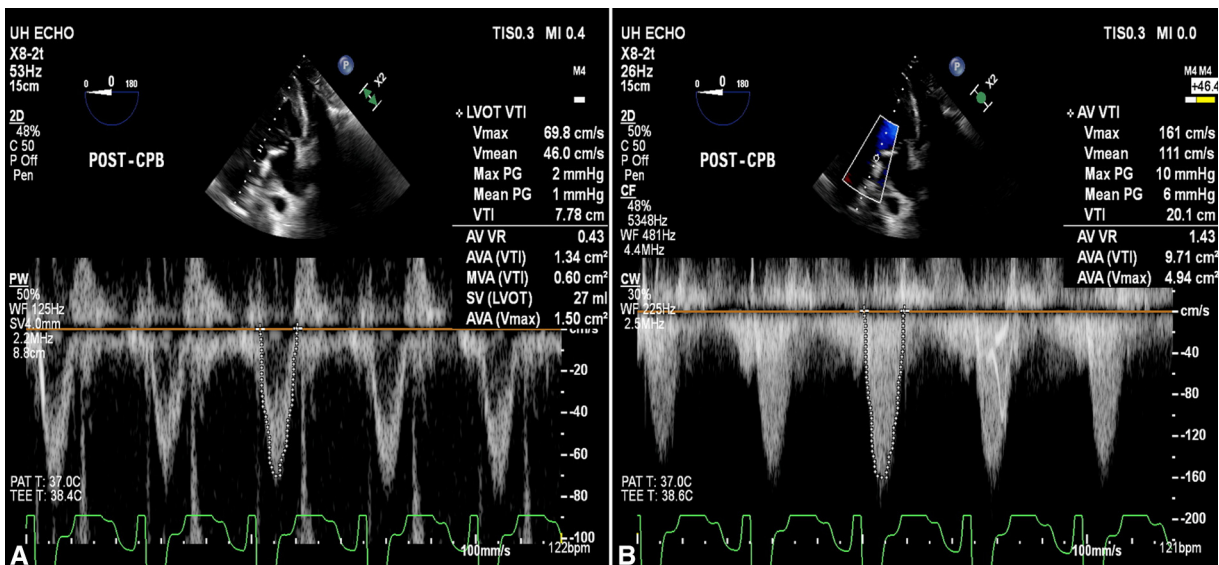 UH ECHO
TIS0.3 MI 0.4
X8-2t
53Hz
15cm
0 0 180
P
X2
M4
2D
48%
C 50
P Off
Pen
POST-CPB
LVOT VTI
Vmax 69.8 cm/s
Vmean 46.0 cm/s
Max PG 2 mmHg
Mean PG 1 mmHg
VTI 7.78 cm
AV VR 0.43
AVA (VTI) 1.34 cm²
MVA (VTI) 0.60 cm²
SV (LVOT) 27 ml
AVA (Vmax) 1.50 cm²
PW
50%
WF 125Hz
SV4.0mm
2.2MHz
8.8cm
cm/s
-20
-40
-60
-80
-100
PAT T: 37.0C
TEE T: 38.4C
A
100mm/s
122bpm
UH ECHO
TIS0.3 MI 0.0
X8-2t
26Hz
15cm
0 0 180
P
X2
M4 M4
+46.4
2D
50%
C 50
P Off
Pen
CF
48%
5348Hz
WF 481Hz
4.4MHz
POST-CPB
AV VTI
Vmax 161 cm/s
Vmean 111 cm/s
Max PG 10 mmHg
Mean PG 6 mmHg
VTI 20.1 cm
AV VR 1.43
AVA (VTI) 9.71 cm²
AVA (Vmax) 4.94 cm²
CW
30%
WF 225Hz
2.5MHz
cm/s
-40
-80
-120
-160
-200
PAT T: 37.0C
TEE T: 38.6C
B
100mm/s
121bpm